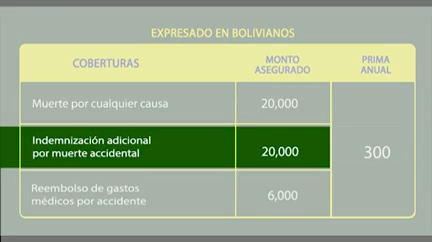 EXPRESADO EN BOLIVIANOS
COBERTURAS
MONTO
ASEGURADO
PRIMA
ANUAL
Muerte por cualquier causa
20,000
Indemnización adicional
por muerte accidental
20,000
300
Reembolso de gastos
médicos por accidente
6,000